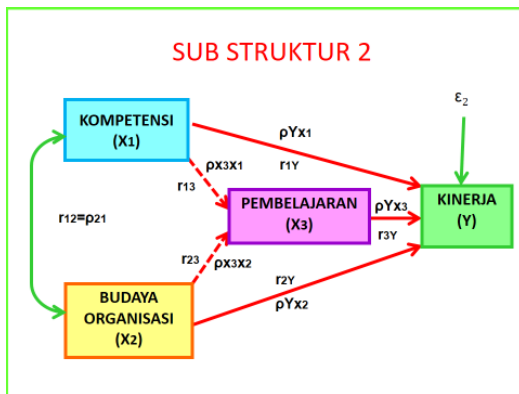 SUB STRUKTUR 2
ε2
KOMPETENSI
(X1)
ρYx1
r1Y
ρx3x1
r13
PEMBELAJARAN
(X3)
ρYx3
r3Y
KINERJA
(Y)
r12=ρ21
r23
ρx3x2
r2Y
ρYx2
BUDAYA
ORGANISASI
(X2)